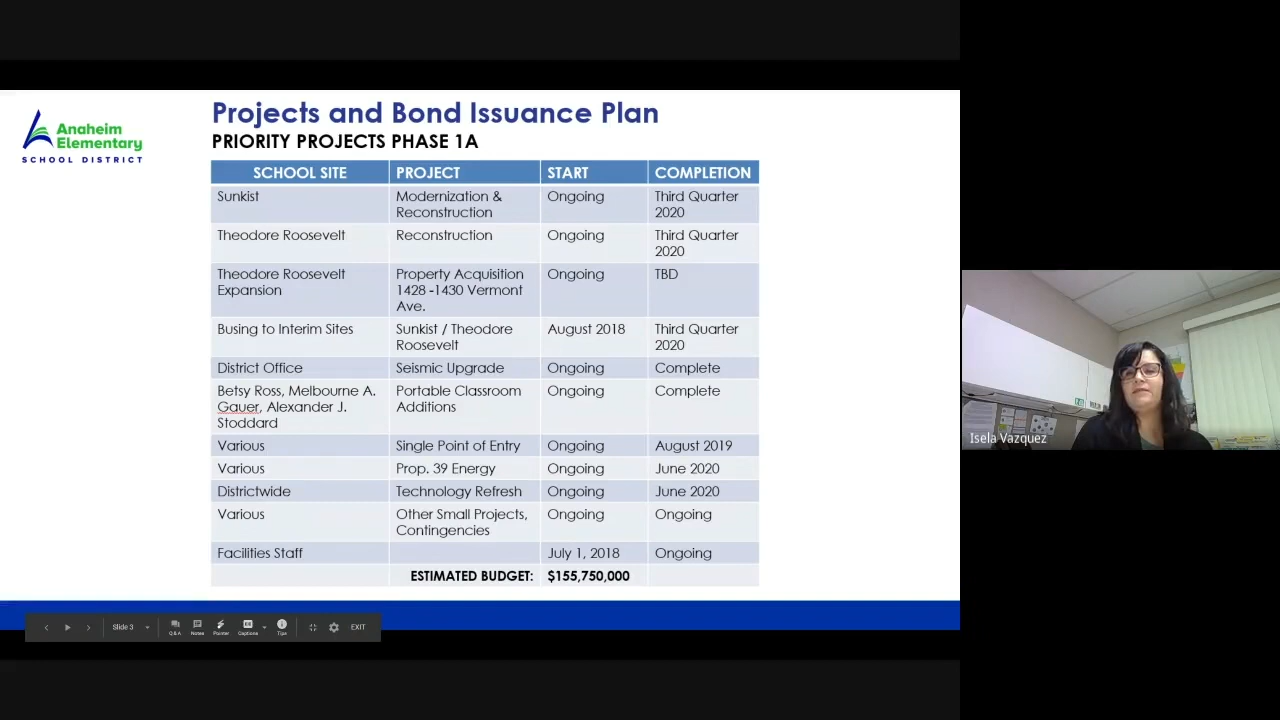 Projects and Bond Issuance Plan
Anaheim
Elementary
SCHOOL DISTRICT
PRIORITY PROJECTS PHASE 1A
SCHOOL SITE PROJECT START COMPLETION
Sunkist Modernization & Ongoing Third Quarter
Reconstruction 2020
Theodore Roosevelt Reconstruction Ongoing Third Quarter
2020
Theodore Roosevelt Property Acquisition Ongoing TBD
Expansion 1428 -1430 Vermont
Ave.
Busing to Interim Sites Sunkist / Theodore August 2018 Third Quarter
Roosevelt 2020
District Office Seismic Upgrade Ongoing Complete
Betsy Ross, Melbourne A. Portable Classroom Ongoing Complete
Gauer, Alexander J. Additions
Stoddard
Various Single Point of Entry Ongoing August 2019
Various Prop. 39 Energy Ongoing June 2020
Districtwide Technology Refresh Ongoing June 2020
Various Other Small Projects, Ongoing Ongoing
Contingencies
Facilities Staff July 1, 2018 Ongoing
ESTIMATED BUDGET: $155,750,000
Isela Vazquez
Slide 3 Q&A Notes Pointer Captions Tips EXIT